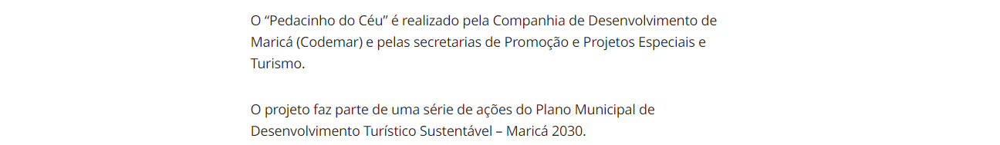 O “Pedacinho do Céu” é realizado pela Companhia de Desenvolvimento de
Maricá (Codemar) e pelas secretarias de Promoção e Projetos Especiais e
Turismo.
O projeto faz parte de uma série de ações do Plano Municipal de
Desenvolvimento Turístico Sustentável – Maricá 2030.